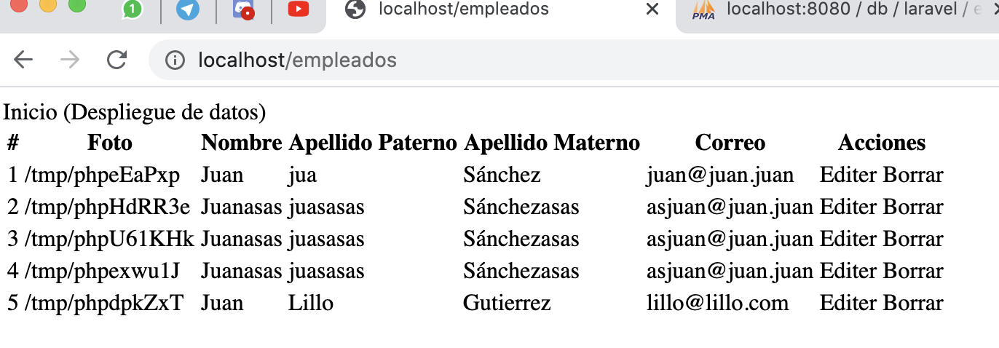 1
localhost/empleados
PMA
localhost:8080 / db / laravel / e
localhost/empleados
Inicio (Despliegue de datos)
# Foto Nombre Apellido Paterno Apellido Materno Correo Acciones
1 /tmp/phpeEaPxp Juan jua Sánchez juan@juan.juan Editer Borrar
2 /tmp/phpHdRR3e Juanasas juasasas Sánchezasas asjuan@juan.juan Editer Borrar
3 /tmp/phpU61KHk Juanasas juasasas Sánchezasas asjuan@juan.juan Editer Borrar
4 /tmp/phpexwu1J Juanasas juasasas Sánchezasas asjuan@juan.juan Editer Borrar
5 /tmp/phpdpkZxT Juan Lillo Gutierrez lillo@lillo.com Editer Borrar